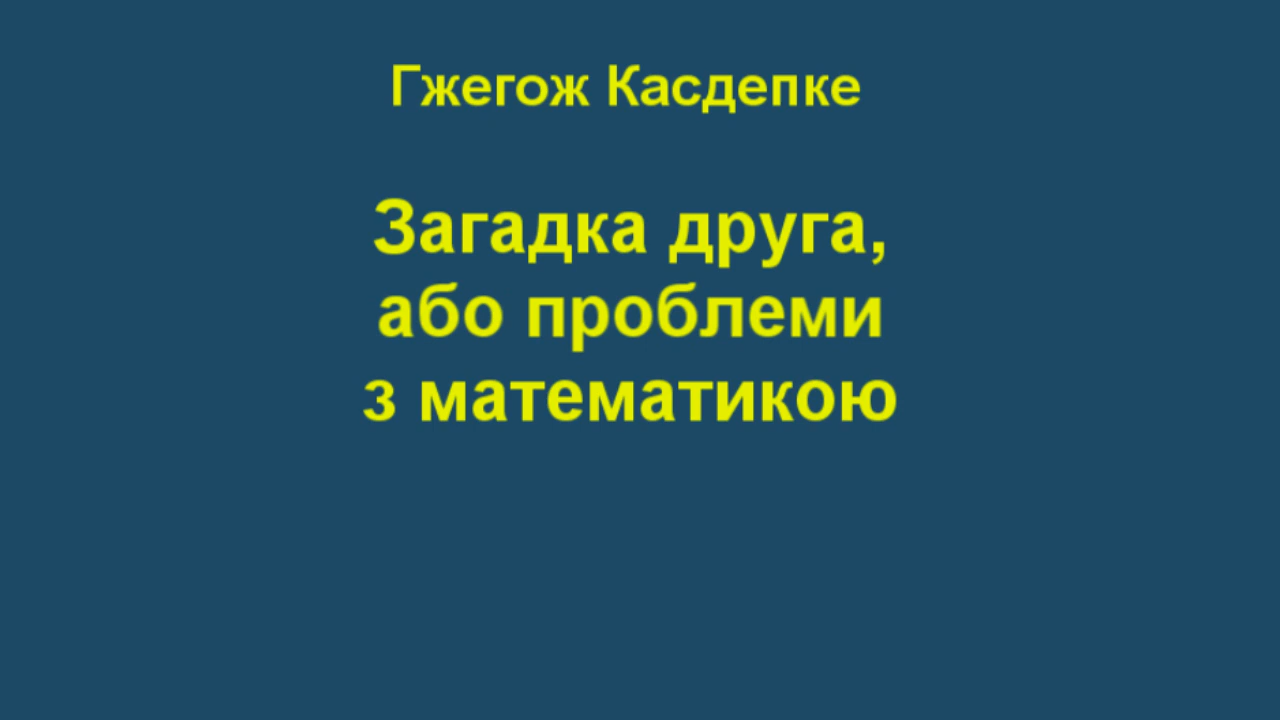 Гжегож Касдепке
Загадка друга,
або проблеми
з математикою